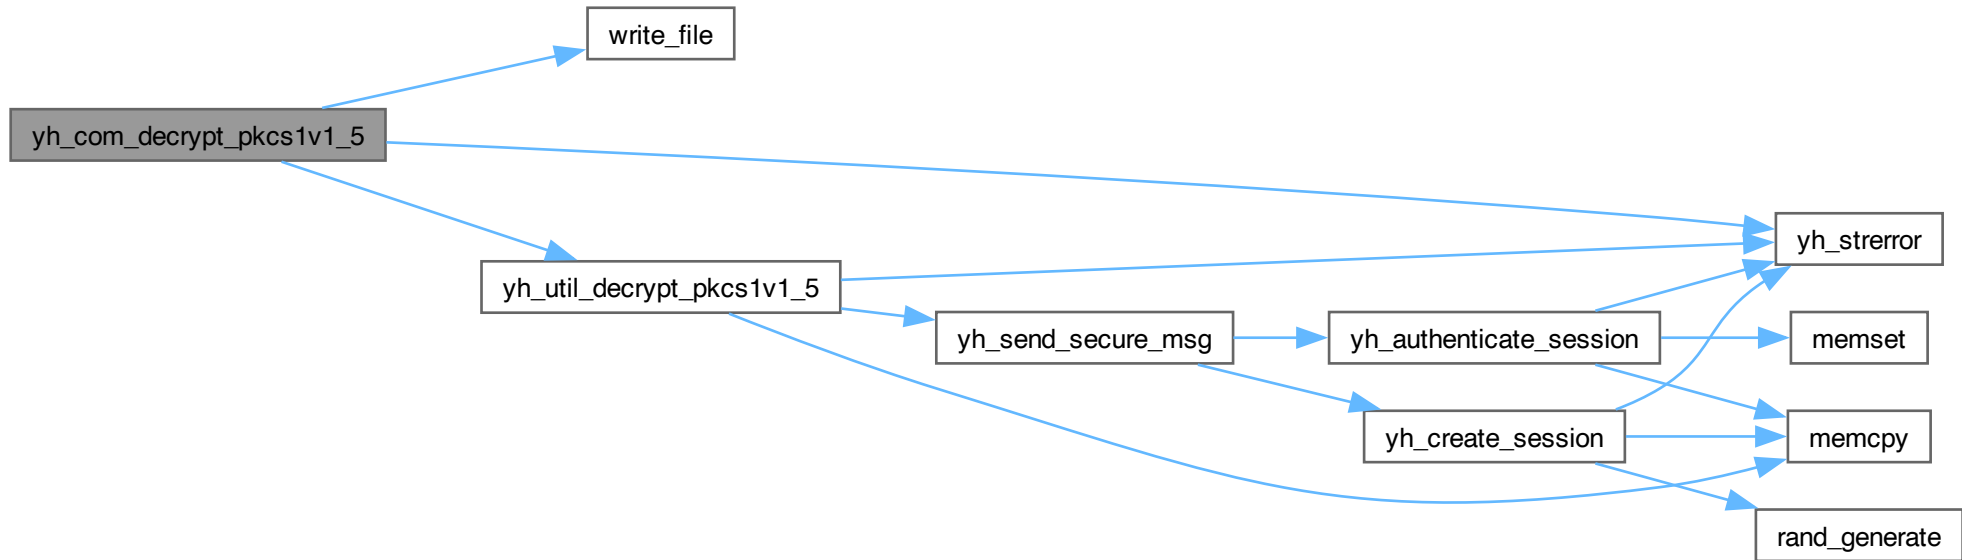 write_file
yh_com_decrypt_pkcs1v1_5
yh_strerror
yh_util_decrypt_pkcs1v1_5
yh_send_secure_msg
yh_authenticate_session
memset
yh_create_session
memcpy
rand_generate